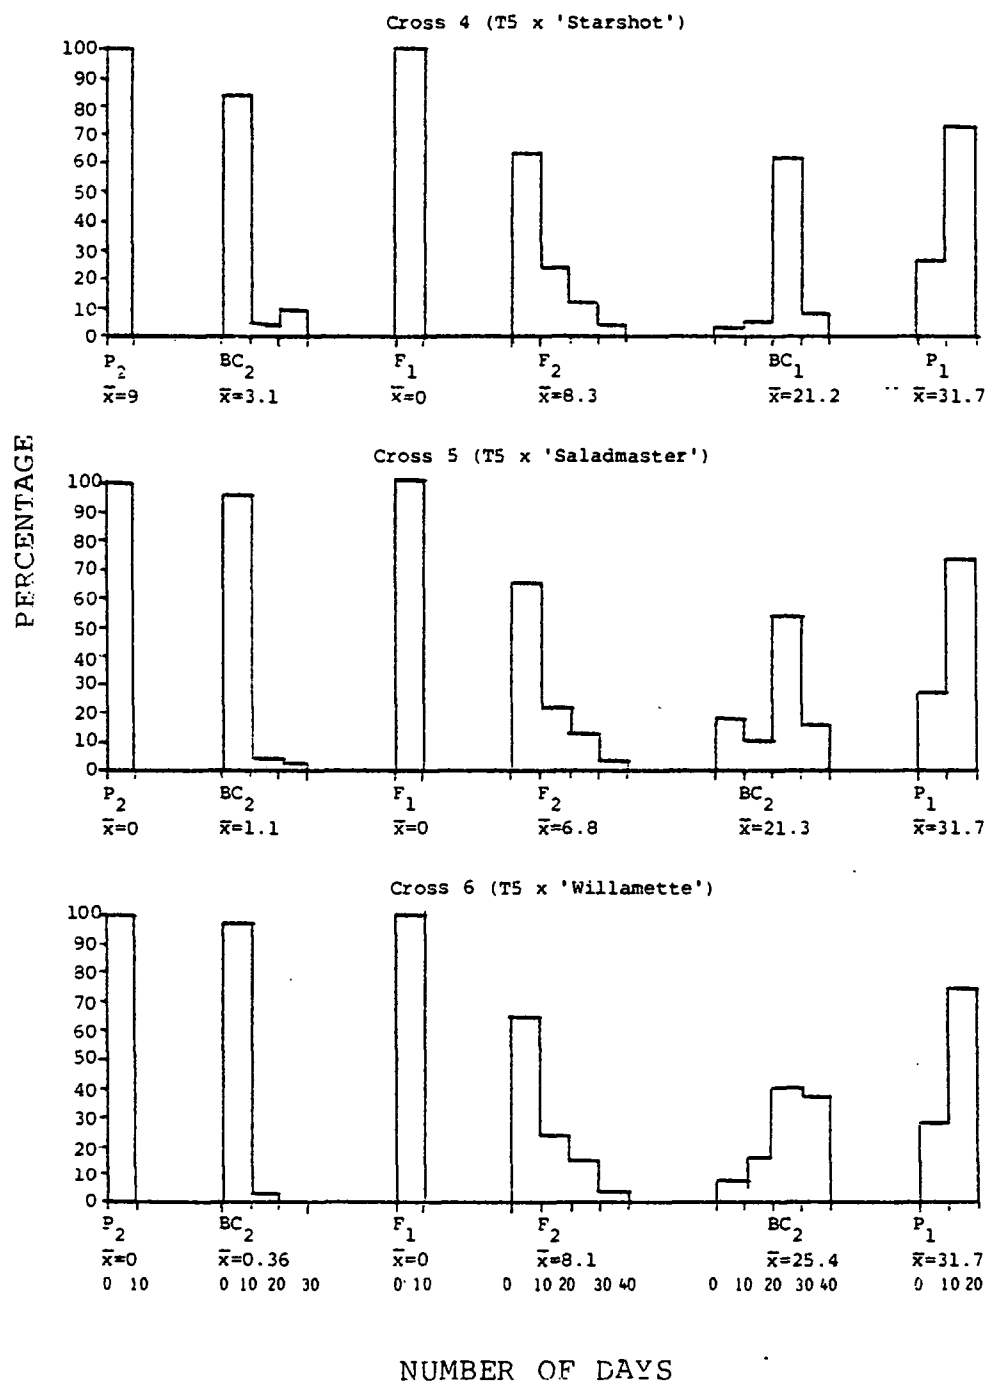 Cross 4 (T5 x 'Starshot')
100
90
80
70
60
50
40
30
20
10
0
P2 BC2 F1 F2 BC1 P1
x̄=9 x̄=3.1 x̄=0 x̄=8.3 x̄=21.2 x̄=31.7
PERCENTAGE
Cross 5 (T5 x 'Saladmaster')
100
90
80
70
60
50
40
30
20
10
0
P2 BC2 F1 F2 BC2 P1
x̄=0 x̄=1.1 x̄=0 x̄=6.8 x̄=21.3 x̄=31.7
Cross 6 (T5 x 'Willamette')
100
90
80
70
60
50
40
30
20
10
0
P2 BC2 F1 F2 BC2 P1
x̄=0 x̄=0.36 x̄=0 x̄=8.1 x̄=25.4 x̄=31.7
0 10 0 10 20 30 0 10 0 10 20 30 40 0 10 20 30 40 0 10 20
NUMBER OF DAYS